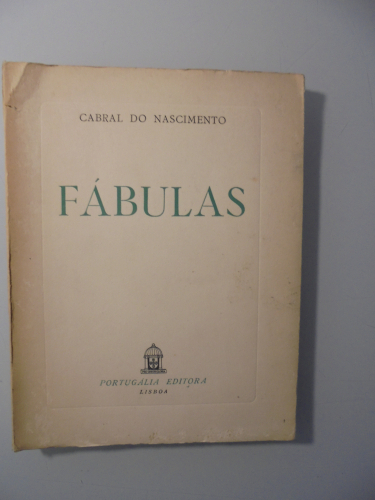 CABRAL DO NASCIMENTO
FÁBULAS
PORTUGÁLIA EDITORA
LISBOA